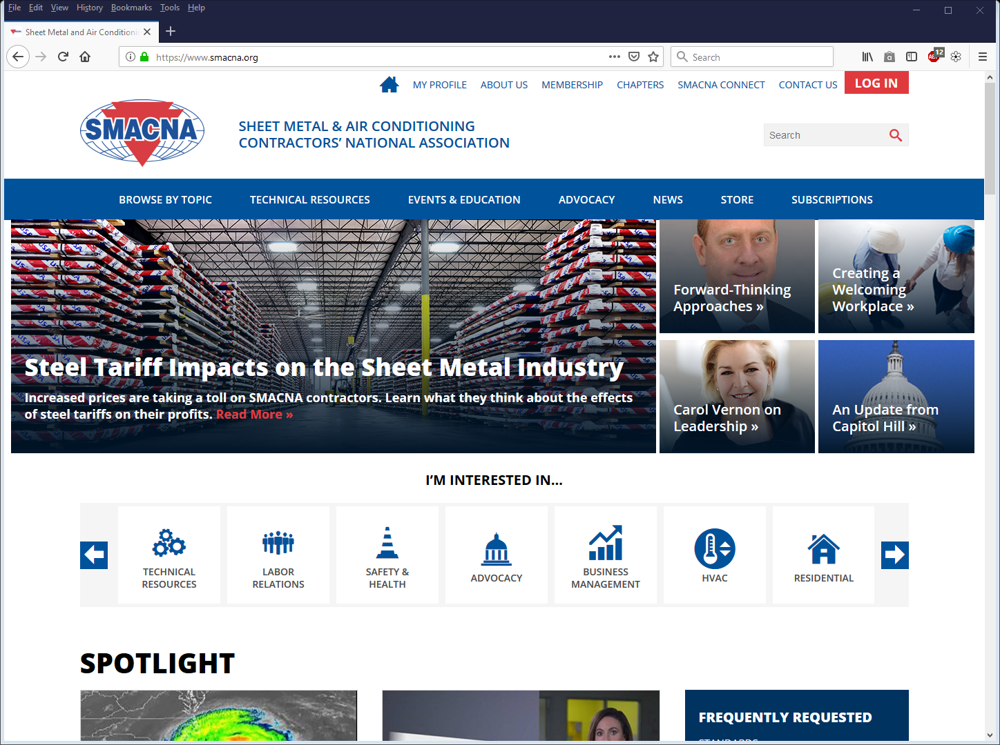 File Edit View History Bookmarks Tools Help
Sheet Metal and Air Conditioni
https://www.smacna.org
Search
12
MY PROFILE ABOUT US MEMBERSHIP CHAPTERS SMACNA CONNECT CONTACT US LOG IN
SMACNA
SHEET METAL & AIR CONDITIONING
CONTRACTORS’ NATIONAL ASSOCIATION
Search
BROWSE BY TOPIC TECHNICAL RESOURCES EVENTS & EDUCATION ADVOCACY NEWS STORE SUBSCRIPTIONS
Steel Tariff Impacts on the Sheet Metal Industry
Increased prices are taking a toll on SMACNA contractors. Learn what they think about the effects
of steel tariffs on their profits. Read More »
Forward-Thinking
Approaches »
Creating a
Welcoming
Workplace »
Carol Vernon on
Leadership »
An Update from
Capitol Hill »
I’M INTERESTED IN...
TECHNICAL
RESOURCES
LABOR
RELATIONS
SAFETY &
HEALTH
ADVOCACY
BUSINESS
MANAGEMENT
HVAC
RESIDENTIAL
SPOTLIGHT
FREQUENTLY REQUESTED
STANDARDS